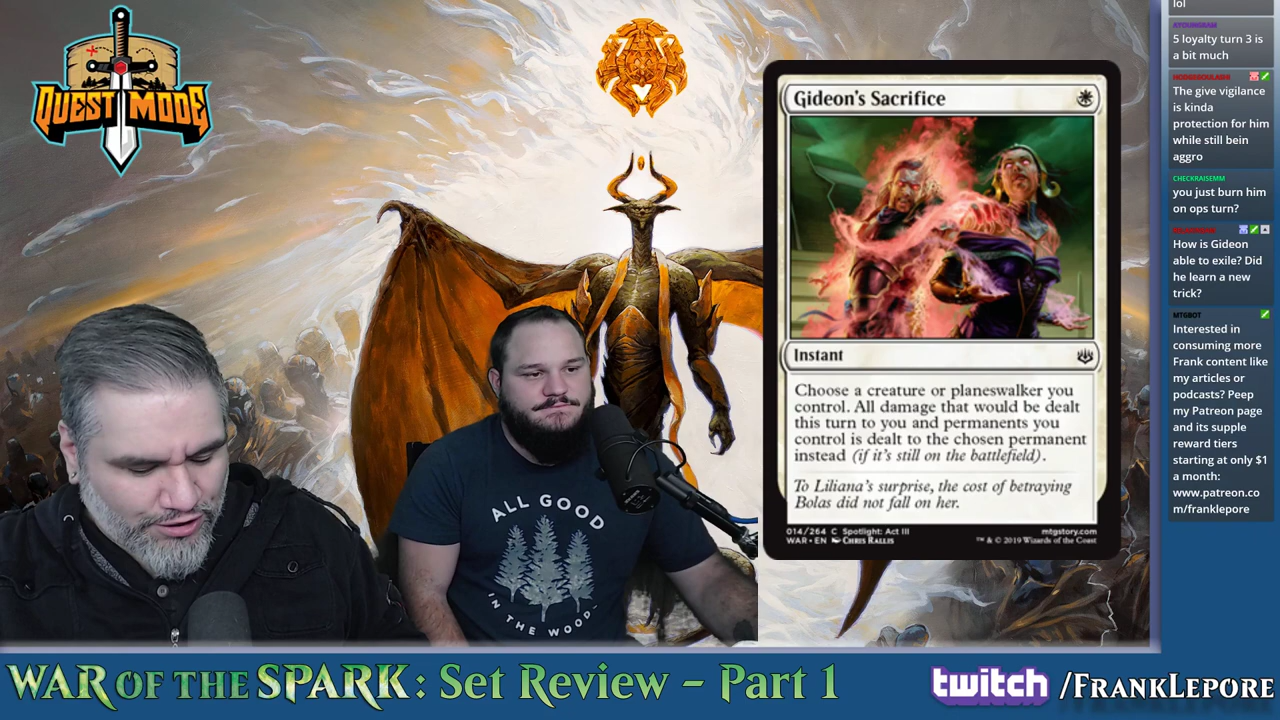 QUEST MODE
Gideon's Sacrifice
Instant
Choose a creature or planeswalker you
control. All damage that would be dealt
this turn to you and permanents you
control is dealt to the chosen permanent
instead (if it's still on the battlefield).
To Liliana's surprise, the cost of betraying
Bolas did not fall on her.
014/264 C Spotlight: Act III
WAR • EN Chris Rallis
mtgstory.com
™ & © 2019 Wizards of the Coast
ALL GOOD
IN THE WOOD
lol
5 loyalty turn 3 is
a bit much
The give vigilance
is kinda
protection for him
while still bein
aggro
CHECKRAISEMM
you just burn him
on ops turn?
How is Gideon
able to exile? Did
he learn a new
trick?
MTGBOT
Interested in
consuming more
Frank content like
my articles or
podcasts? Peep
my Patreon page
and its supple
reward tiers
starting at only $1
a month:
www.patreon.co
m/franklepore
WAR OF THE SPARK: Set Review - Part 1
twitch /FrankLepore